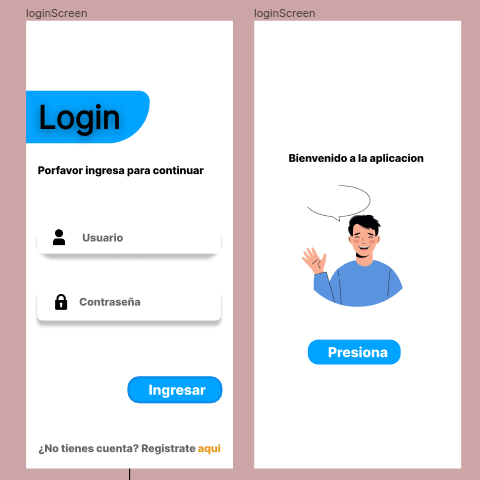 loginScreen
Login
Porfavor ingresa para continuar
Usuario
Contraseña
Ingresar
¿No tienes cuenta? Registrate aqui
loginScreen
Bienvenido a la aplicacion
Presiona